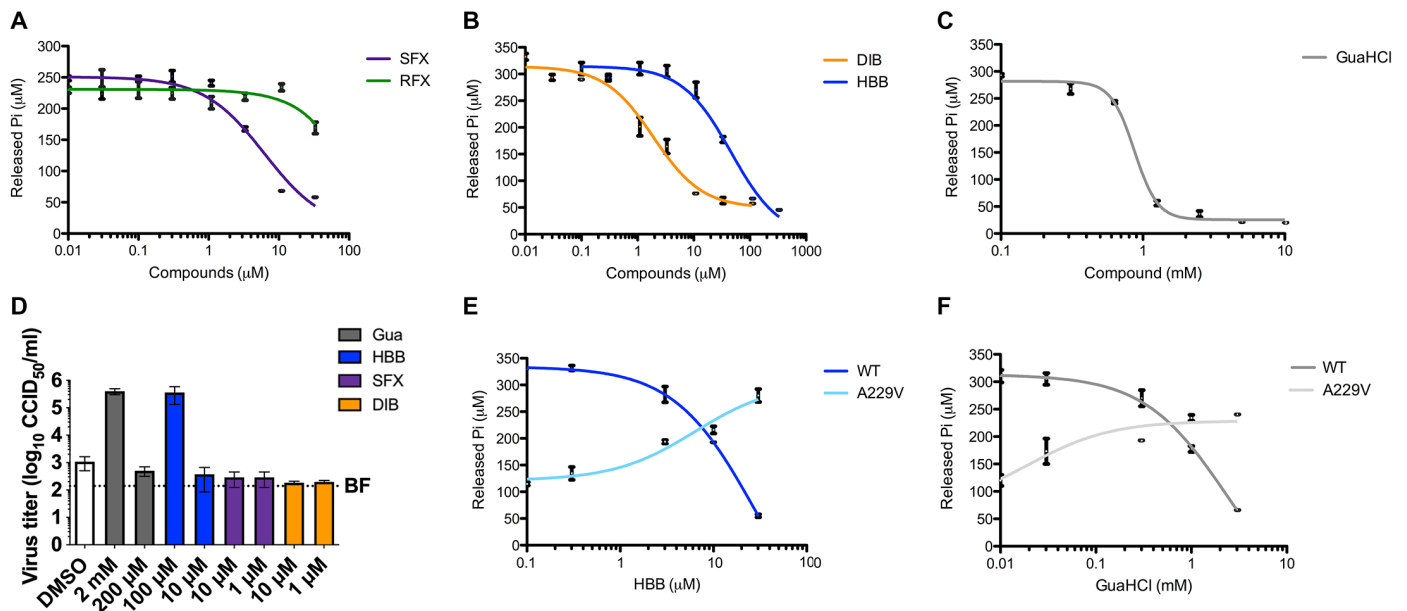 A
300
250
200
150
100
50
0
Released Pi (μM)
0.01
0.1
1
10
100
Compounds (μM)
SFX
RFX
B
350
300
250
200
150
100
50
0
Released Pi (μM)
0.01
0.1
1
10
100
1000
Compounds (μM)
DIB
HBB
C
350
300
250
200
150
100
50
0
Released Pi (μM)
0.1
1
10
Compound (mM)
GuaHCl
D
Gua
HBB
SFX
DIB
6
5
4
3
2
1
0
Virus titer (log10 CCID50/ml)
BF
DMSO
2 mM
200 μM
100 μM
10 μM
10 μM
1 μM
10 μM
1 μM
E
350
300
250
200
150
100
50
0
Released Pi (μM)
0.1
1
10
100
HBB (μM)
WT
A229V
F
350
300
250
200
150
100
50
0
Released Pi (μM)
0.01
0.1
1
10
GuaHCl (mM)
WT
A229V